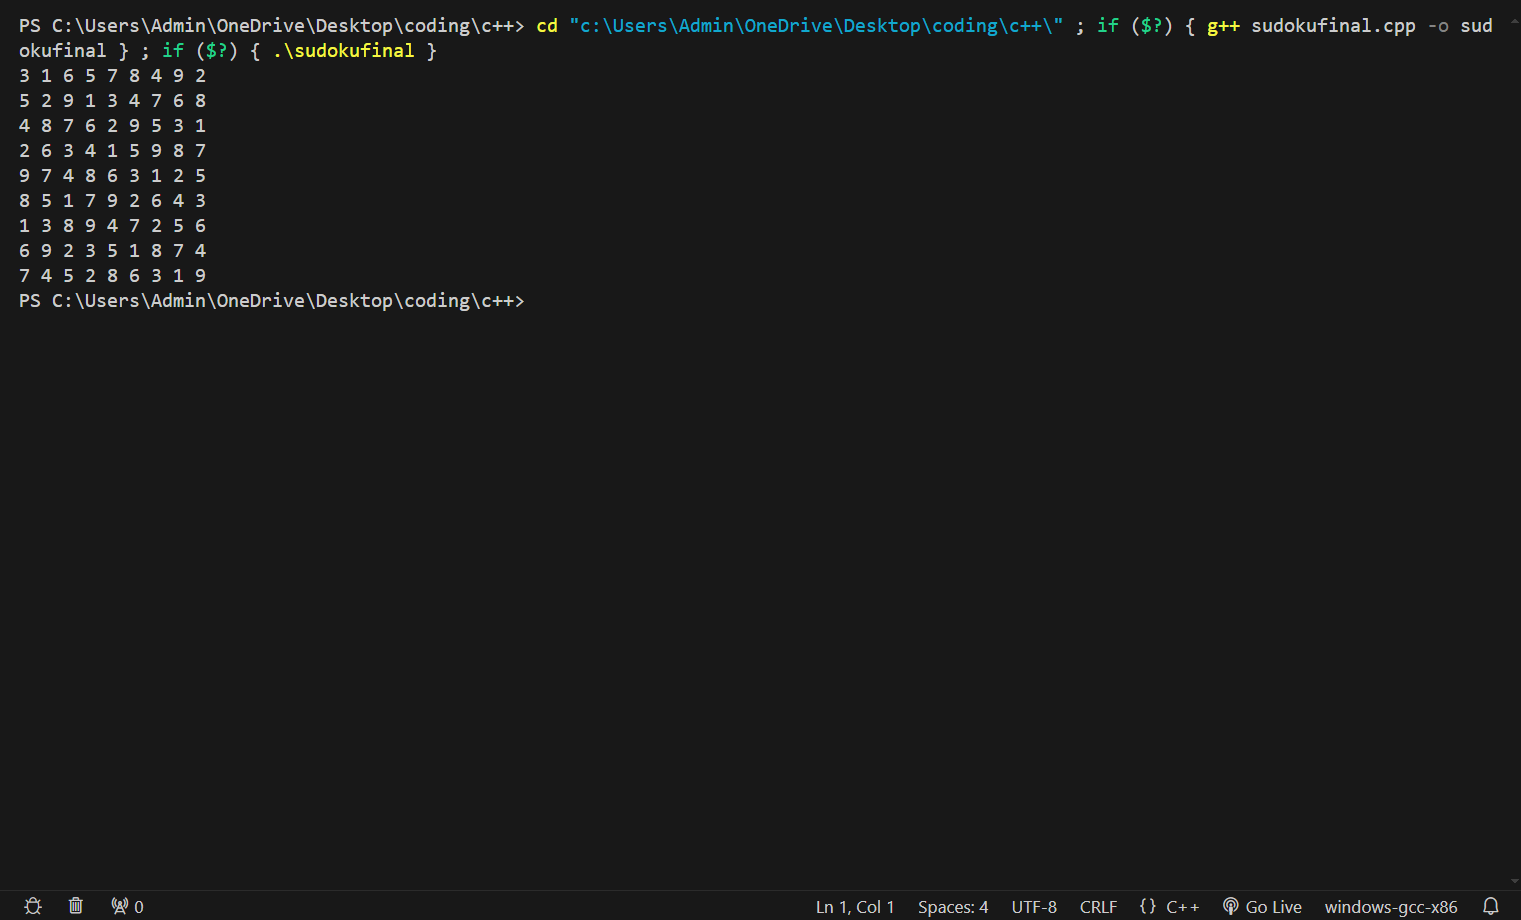 PS C:\Users\Admin\OneDrive\Desktop\coding\c++> cd "c:\Users\Admin\OneDrive\Desktop\coding\c++\" ; if ($?) { g++ sudokufinal.cpp -o sud
okufinal } ; if ($?) { .\sudokufinal }
3 1 6 5 7 8 4 9 2
5 2 9 1 3 4 7 6 8
4 8 7 6 2 9 5 3 1
2 6 3 4 1 5 9 8 7
9 7 4 8 6 3 1 2 5
8 5 1 7 9 2 6 4 3
1 3 8 9 4 7 2 5 6
6 9 2 3 5 1 8 7 4
7 4 5 2 8 6 3 1 9
PS C:\Users\Admin\OneDrive\Desktop\coding\c++>
0 Ln 1, Col 1 Spaces: 4 UTF-8 CRLF {} C++ Go Live windows-gcc-x86